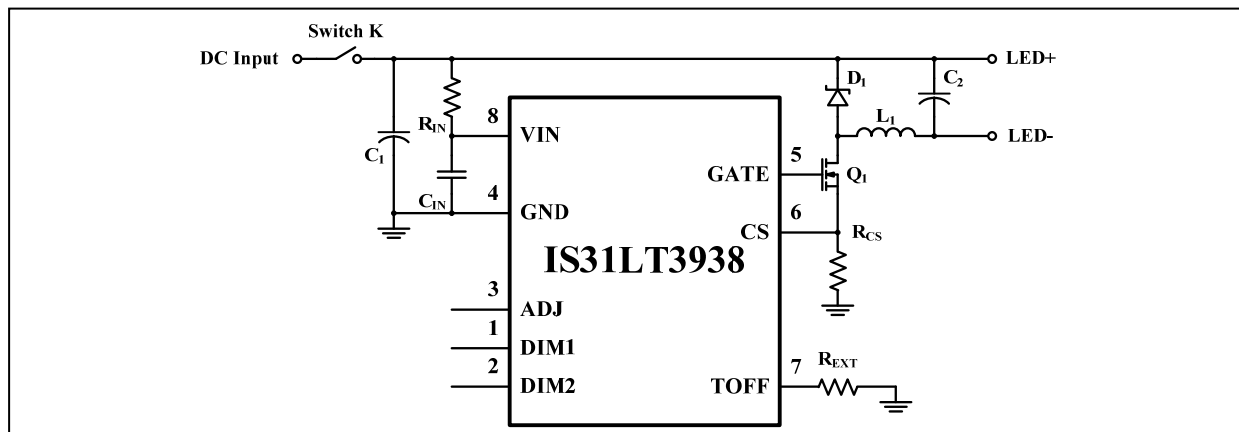 Switch K
DC Input
LED+
D1
C2
RIN
8
VIN
L1
LED-
C1
5
GATE
Q1
CIN
4
GND
6
CS
RCS
IS31LT3938
3
ADJ
1
DIM1
2
DIM2
7
TOFF
REXT